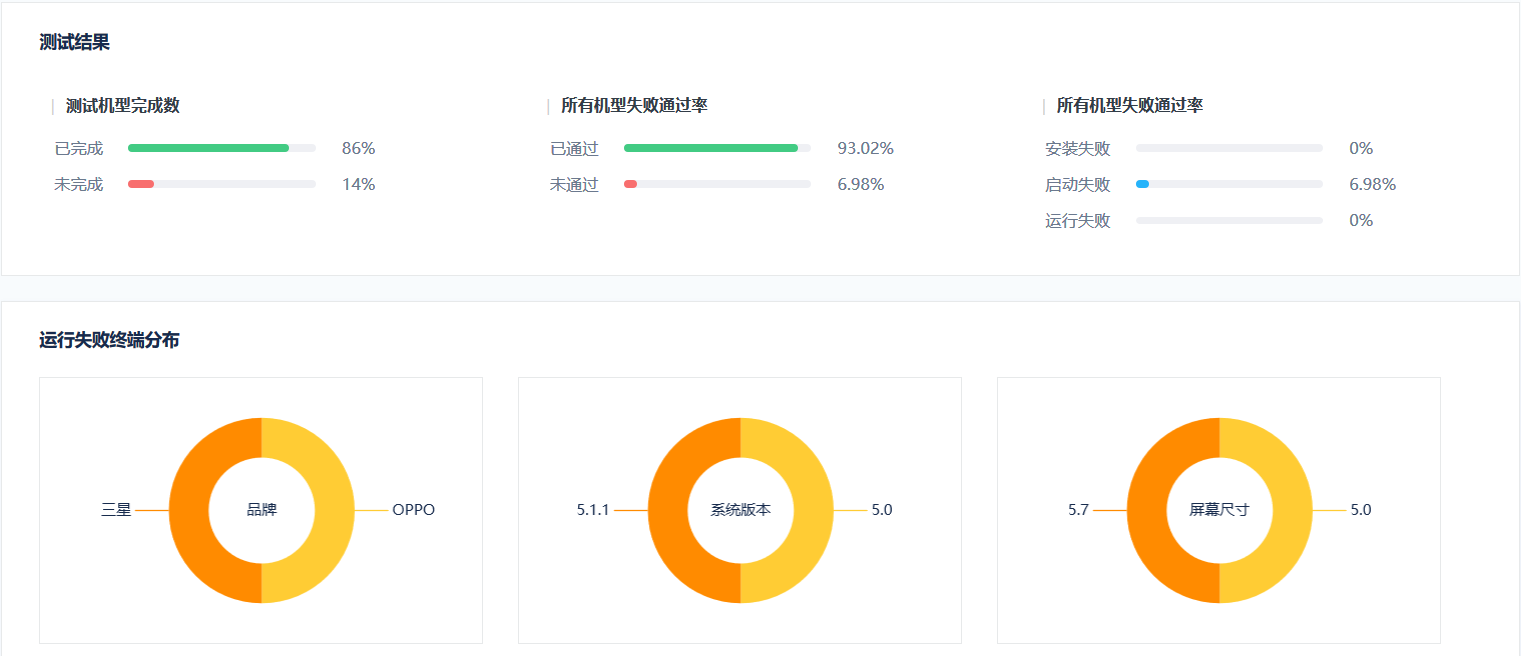 测试结果
测试机型完成数
已完成 86%
未完成 14%
所有机型失败通过率
已通过 93.02%
未通过 6.98%
所有机型失败通过率
安装失败 0%
启动失败 6.98%
运行失败 0%
运行失败终端分布
三星 品牌 OPPO
5.1.1 系统版本 5.0
5.7 屏幕尺寸 5.0